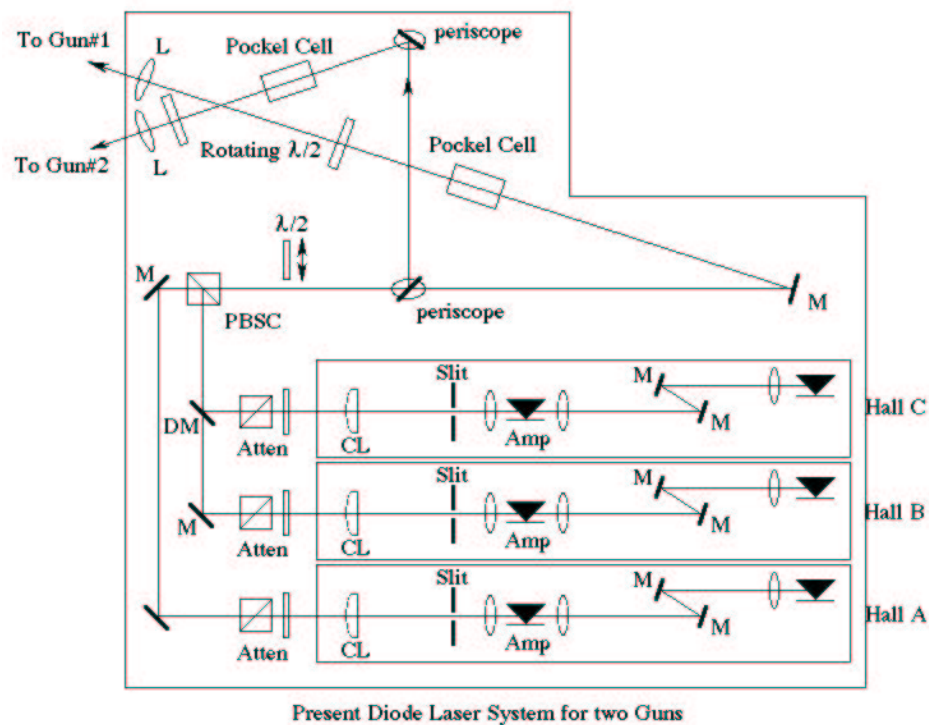 periscope
To Gun#1
L
Pockel Cell
Rotating λ/2
Pockel Cell
To Gun#2
L
λ/2
M
PBSC
periscope
M
Slit
M
Hall C
DM
M
Atten
CL
Amp
Slit
M
Hall B
M
M
Atten
CL
Amp
Slit
M
Hall A
M
Atten
CL
Amp
Present Diode Laser System for two Guns